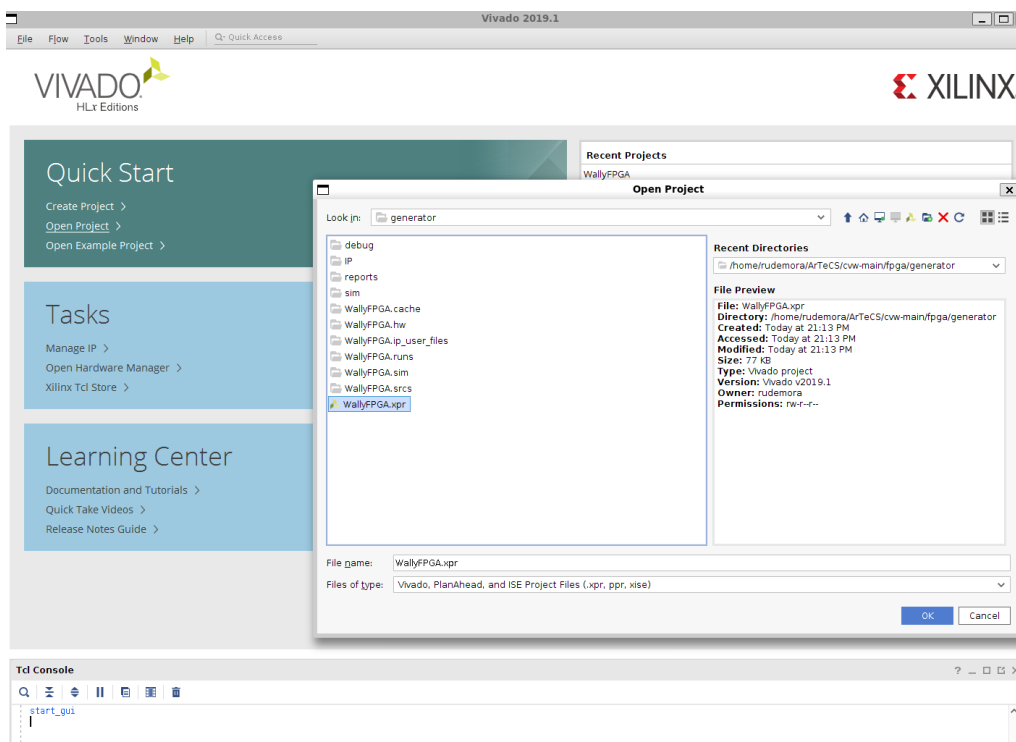 Vivado 2019.1
File Flow Tools Window Help Q- Quick Access
VIVADO
HLx Editions
XILINX
Quick Start
Create Project >
Open Project >
Open Example Project >
Recent Projects
WallyFPGA
Tasks
Manage IP >
Open Hardware Manager >
Xilinx Tcl Store >
Learning Center
Documentation and Tutorials >
Quick Take Videos >
Release Notes Guide >
Open Project
Look in: generator
debug
IP
reports
sim
WallyFPGA.cache
WallyFPGA.hw
WallyFPGA.ip_user_files
WallyFPGA.runs
WallyFPGA.sim
WallyFPGA.srcs
WallyFPGA.xpr
Recent Directories
/home/rudemora/ArTeCS/cvw-main/fpga/generator
File Preview
File: WallyFPGA.xpr
Directory: /home/rudemora/ArTeCS/cvw-main/fpga/generator
Created: Today at 21:13 PM
Accessed: Today at 21:13 PM
Modified: Today at 21:13 PM
Size: 77 KB
Type: Vivado project
Version: Vivado v2019.1
Owner: rudemora
Permissions: rw-r--r--
File name: WallyFPGA.xpr
Files of type: Vivado, PlanAhead, and ISE Project Files (.xpr, ppr, xise)
OK Cancel
Tcl Console
start_gui